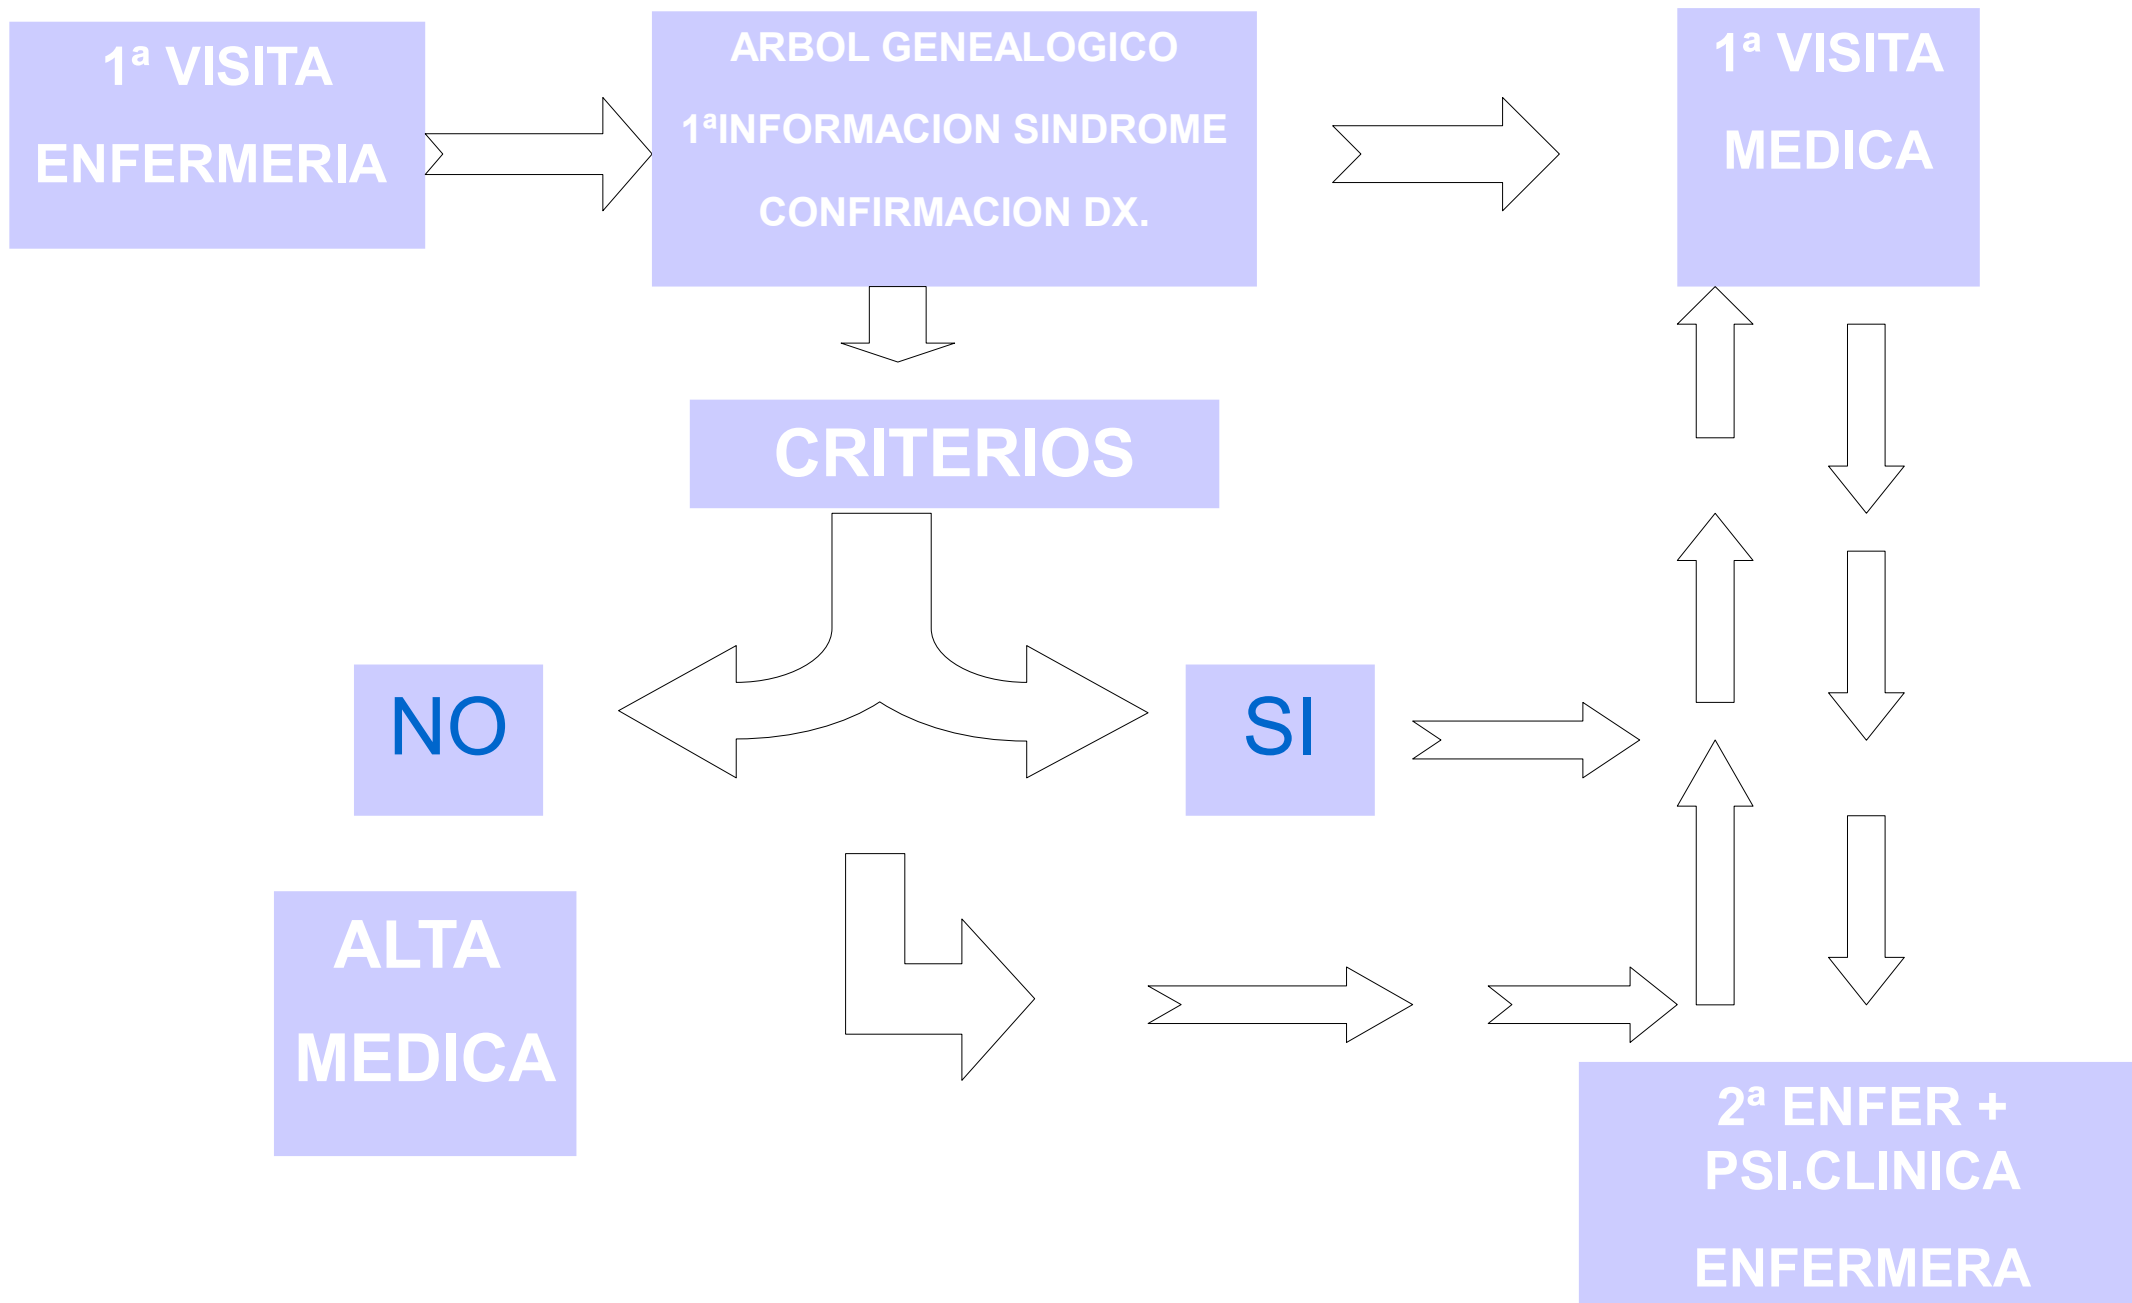 1ª VISITA
ENFERMERIA
ARBOL GENEALOGICO
1ªINFORMACION SINDROME
CONFIRMACION DX.
1ª VISITA
MEDICA
CRITERIOS
NO
SI
ALTA
MEDICA
2ª ENFER +
PSI.CLINICA
ENFERMERA